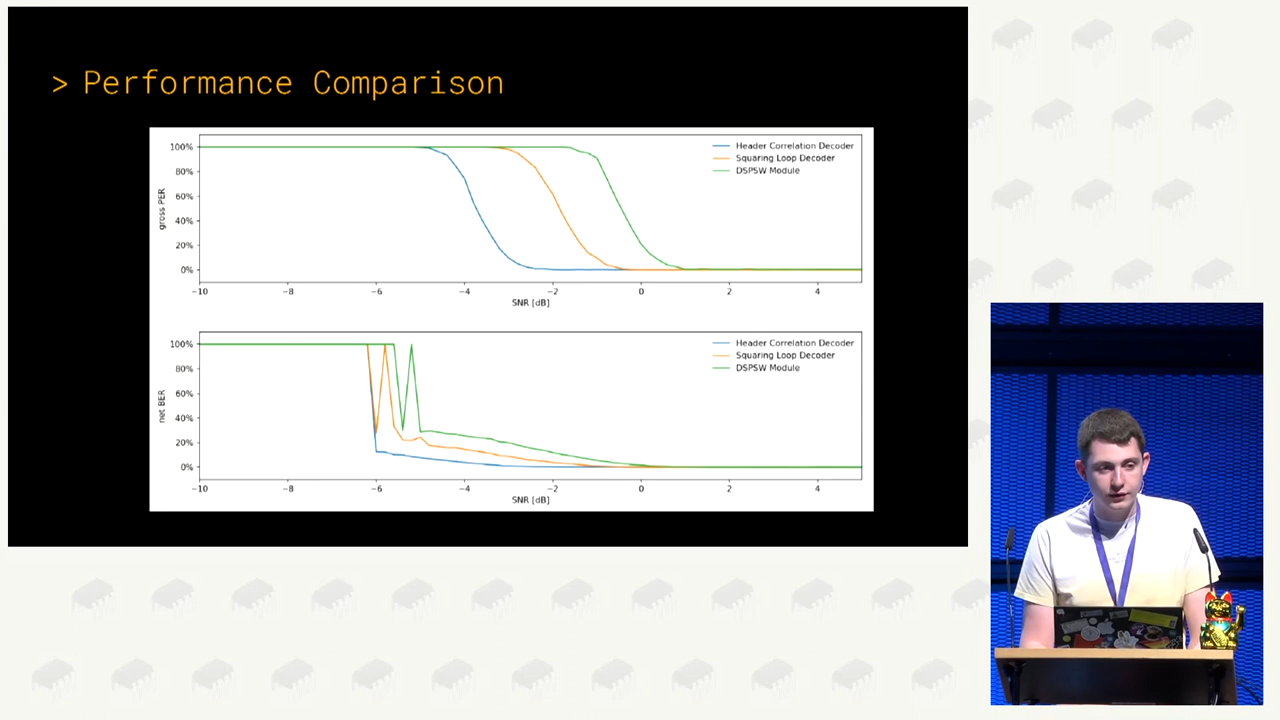 > Performance Comparison
100%
80%
60%
40%
20%
0%
gross PER
−10
−8
−6
−4
−2
0
2
4
SNR [dB]
Header Correlation Decoder
Squaring Loop Decoder
DSPSW Module
100%
80%
60%
40%
20%
0%
net BER
−10
−8
−6
−4
−2
0
2
4
SNR [dB]
Header Correlation Decoder
Squaring Loop Decoder
DSPSW Module